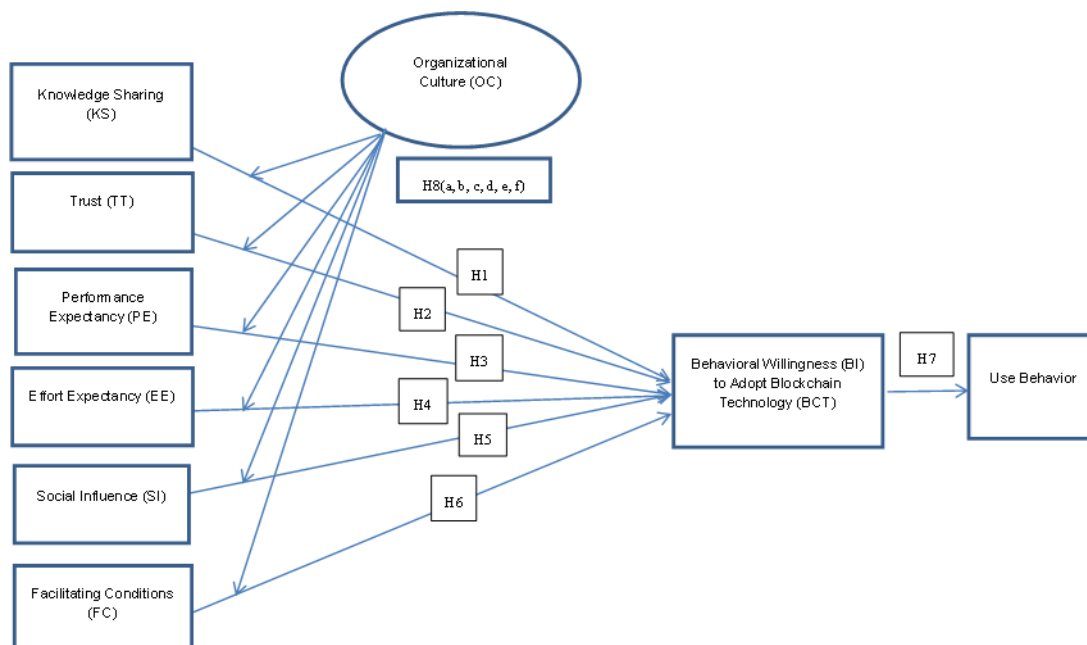 Organizational
Culture (OC)
Knowledge Sharing
(KS)
H8(a, b, c, d, e, f)
Trust (TT)
H1
Performance
Expectancy (PE)
H2
H3
Behavioral Willingness (BI)
to Adopt Blockchain
Technology (BCT)
H7
Use Behavior
Effort Expectancy (EE)
H4
H5
Social Influence (SI)
H6
Facilitating Conditions
(FC)